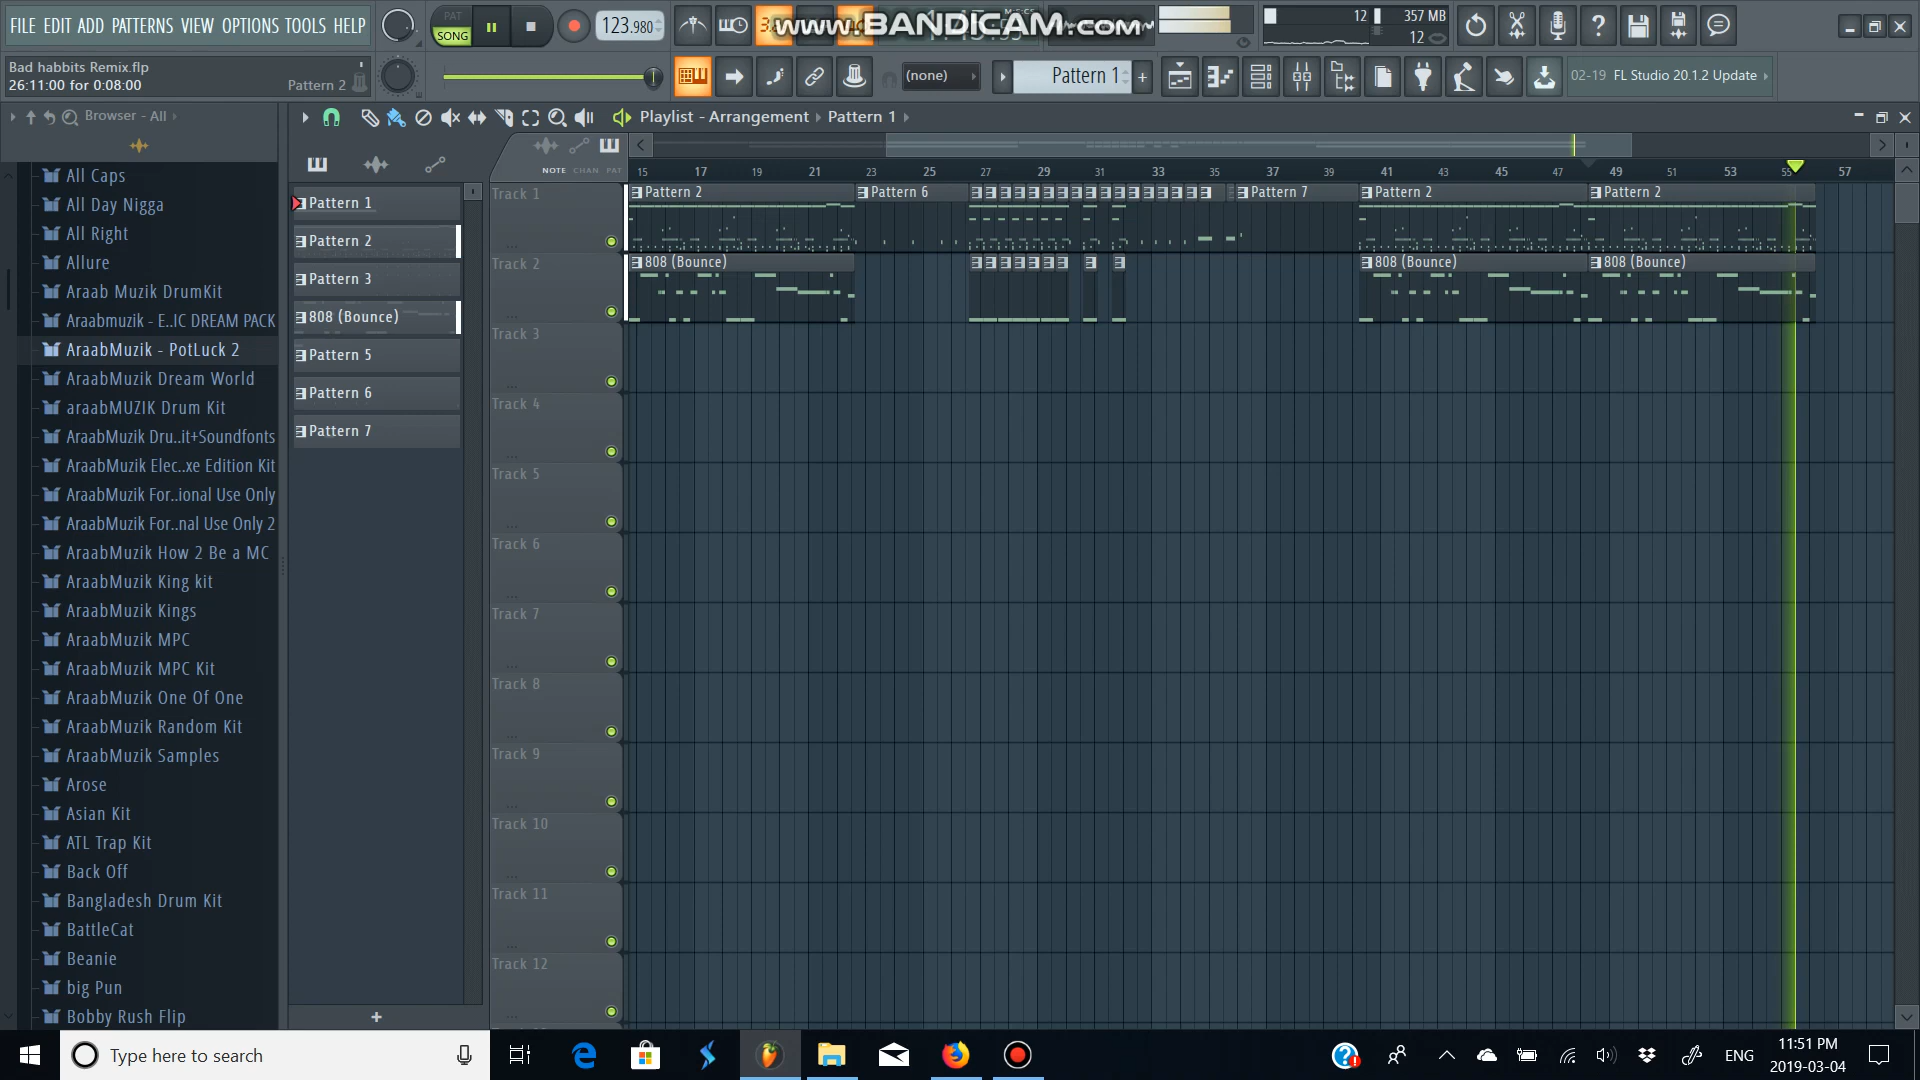 FILE EDIT ADD PATTERNS VIEW OPTIONS TOOLS HELP
PAT
SONG
123.980
www.BANDICAM.com
12
357 MB
12
Bad habbits Remix.flp
26:11:00 for 0:08:00
Pattern 2
(none)
Pattern 1
02-19 FL Studio 20.1.2 Update
Browser - All
Playlist - Arrangement
Pattern 1
NOTE CHAN PAT
15 17 19 21 23 25 27 29 31 33 35 37 39 41 43 45 47 49 51 53 55 57
All Caps
All Day Nigga
All Right
Allure
Araab Muzik DrumKit
Araabmuzik - E..IC DREAM PACK
AraabMuzik - PotLuck 2
AraabMuzik Dream World
araabMUZIK Drum Kit
AraabMuzik Dru..it+Soundfonts
AraabMuzik Elec..xe Edition Kit
AraabMuzik For..ional Use Only
AraabMuzik For..nal Use Only 2
AraabMuzik How 2 Be a MC
AraabMuzik King kit
AraabMuzik Kings
AraabMuzik MPC
AraabMuzik MPC Kit
AraabMuzik One Of One
AraabMuzik Random Kit
AraabMuzik Samples
Arose
Asian Kit
ATL Trap Kit
Back Off
Bangladesh Drum Kit
BattleCat
Beanie
big Pun
Bobby Rush Flip
Pattern 1
Pattern 2
Pattern 3
808 (Bounce)
Pattern 5
Pattern 6
Pattern 7
+
Track 1
Pattern 2
Pattern 6
Pattern 7
Pattern 2
Pattern 2
Track 2
808 (Bounce)
808 (Bounce)
808 (Bounce)
Track 3
Track 4
Track 5
Track 6
Track 7
Track 8
Track 9
Track 10
Track 11
Track 12
Type here to search
ENG
11:51 PM
2019-03-04